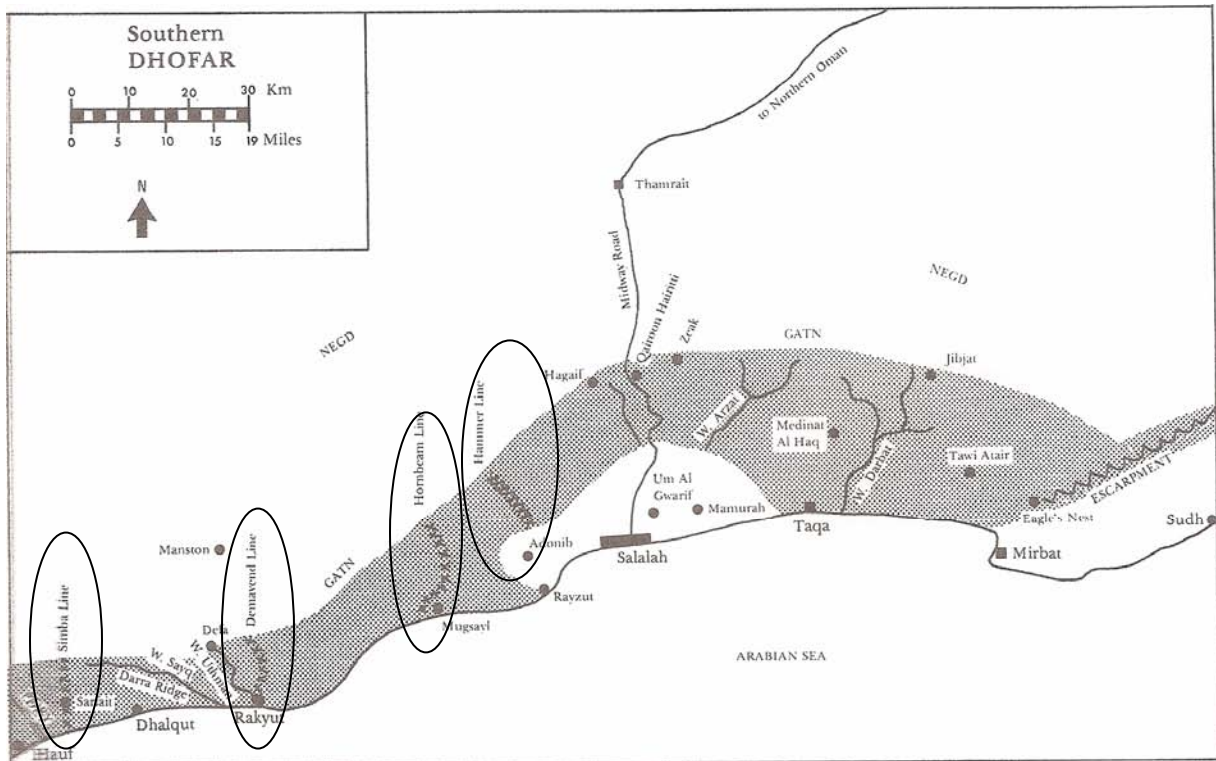 Southern
DHOFAR
0 10 20 30 Km
0 5 10 15 19 Miles
N
to Northern Oman
Thamrait
Midway Road
NEGD
NEGD
Qairoon Hairiti
Zeak
GATN
Jibjat
Hagaif
Hammer Line
Hornbeam Line
W. Arzat
Medinat
Al Haq
W. Darbat
Tawi Atair
ESCARPMENT
Eagle's Nest
Sudh
Um Al
Gwarif
Mamurah
Taqa
Mirbat
Adonib
Salalah
Manston
Demavend Line
GATN
Rayzut
Mugsayl
Simba Line
Defa
W. Sayq
Darra Ridge
Sarfait
Dhalqut
Rakyut
ARABIAN SEA
Hauf